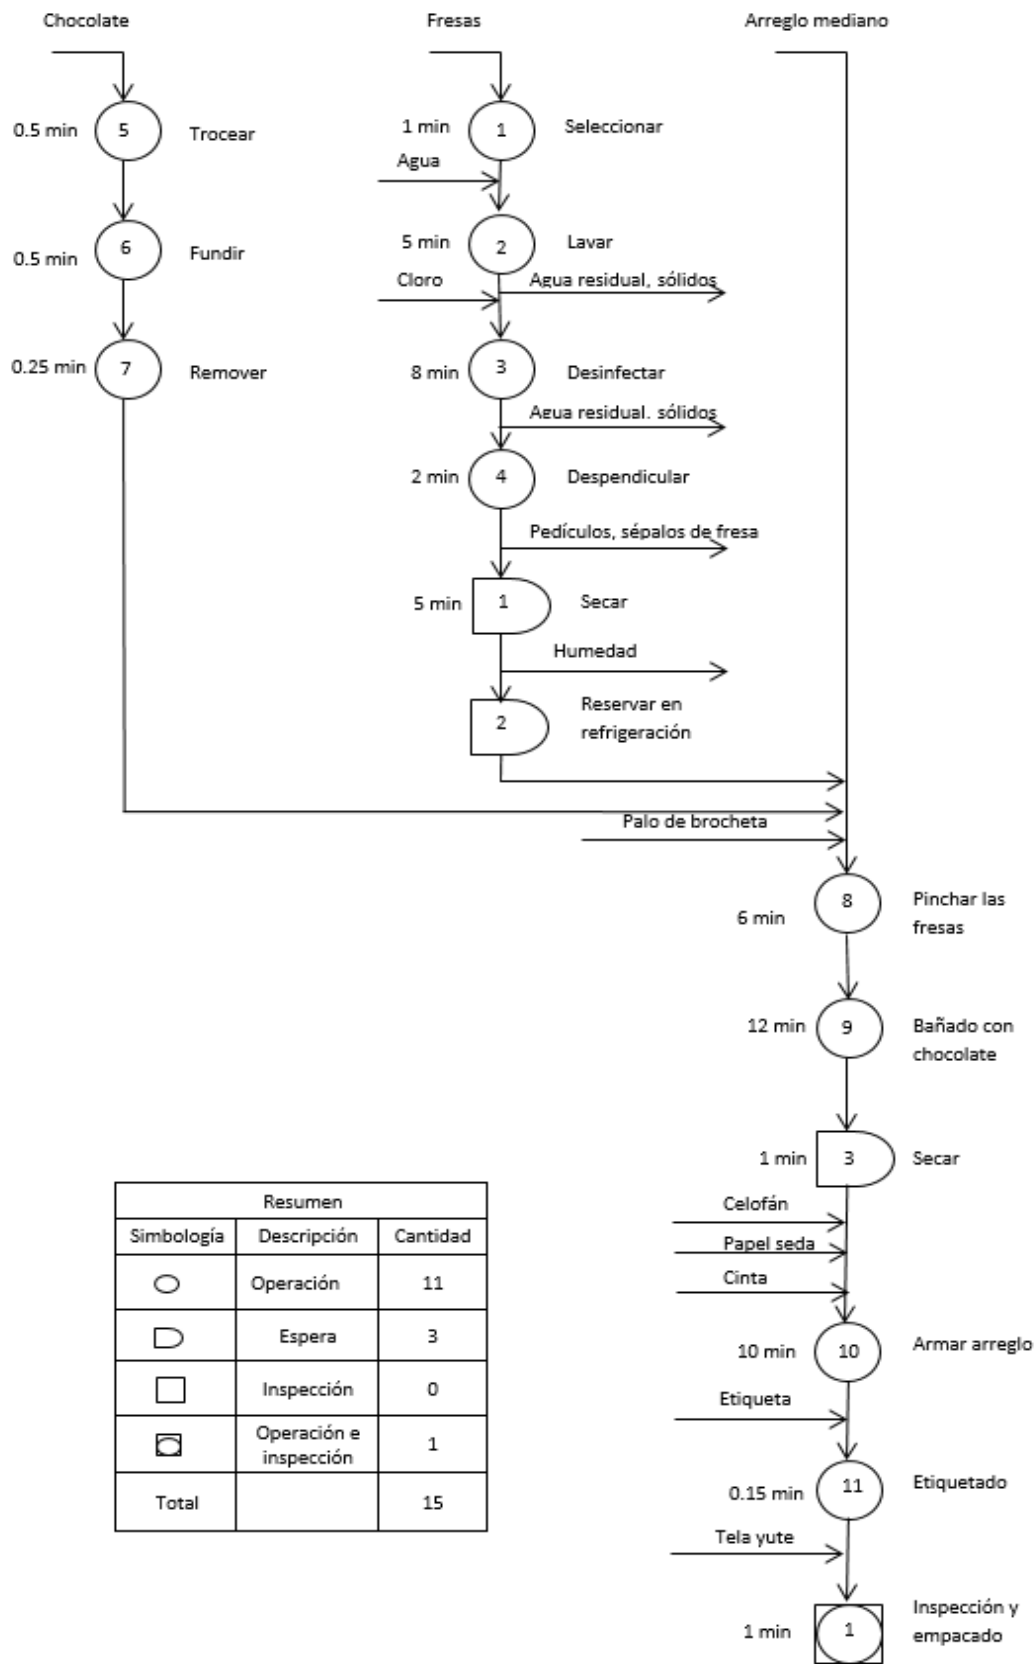 Chocolate
Fresas
Arreglo mediano
0.5 min
5
Trocear
1 min
1
Seleccionar
Agua
0.5 min
6
Fundir
5 min
2
Lavar
Cloro
Agua residual, sólidos
0.25 min
7
Remover
8 min
3
Desinfectar
Agua residual, sólidos
2 min
4
Despendicular
Pedículos, sépalos de fresa
5 min
1
Secar
Humedad
2
Reservar en
refrigeración
Palo de brocheta
6 min
8
Pinchar las
fresas
12 min
9
Bañado con
chocolate
1 min
3
Secar
Celofán
Papel seda
Cinta
10 min
10
Armar arreglo
Etiqueta
0.15 min
11
Etiquetado
Tela yute
1 min
1
Inspección y
empacado
Resumen
Simbología Descripción Cantidad
Operación 11
Espera 3
Inspección 0
Operación e
inspección 1
Total 15